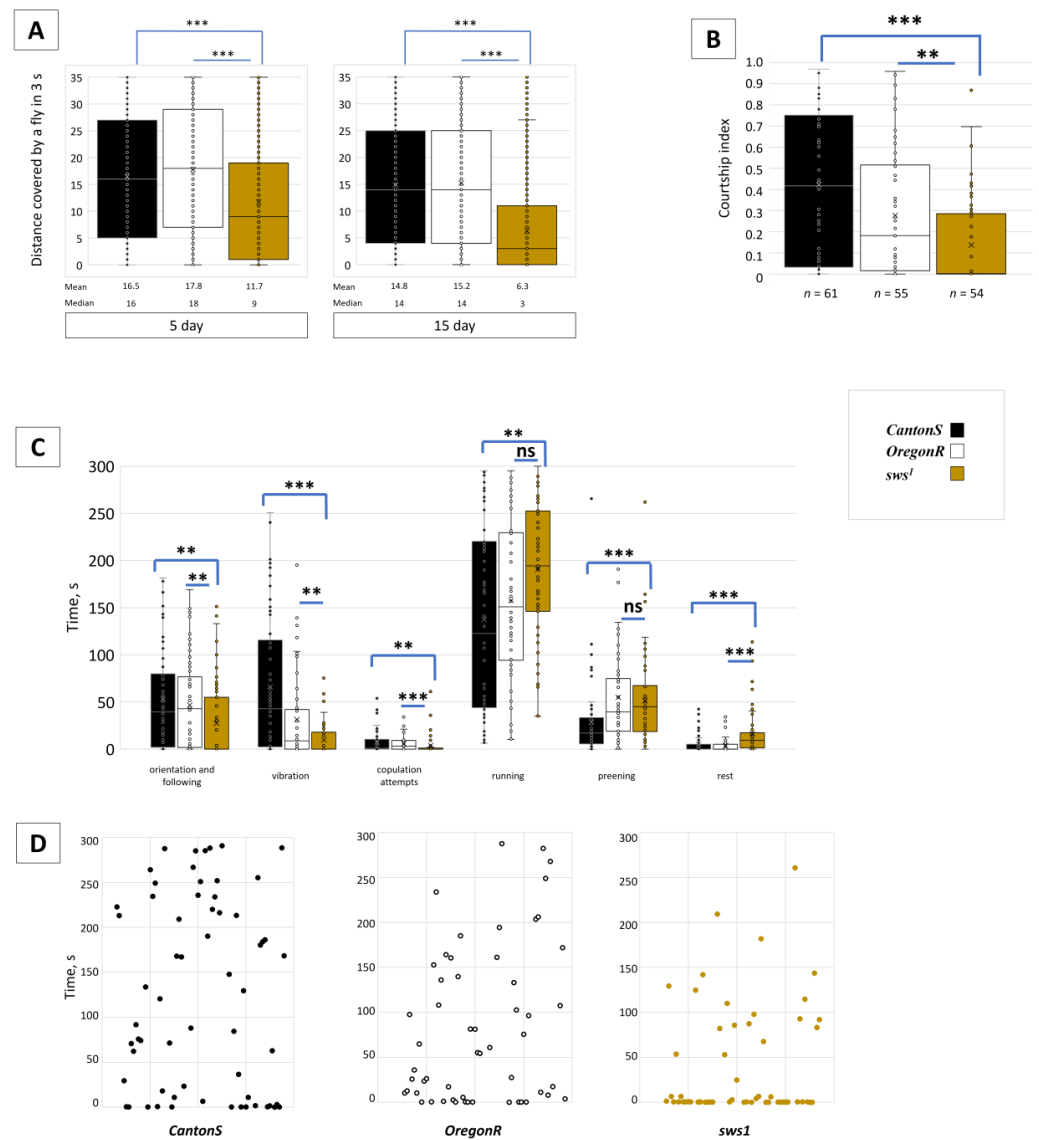 A
***
***
***
***
Distance covered by a fly in 3 s
35
30
25
20
15
10
5
0
35
30
25
20
15
10
5
0
Mean 16.5 17.8 11.7
Median 16 18 9
5 day
Mean 14.8 15.2 6.3
Median 14 14 3
15 day
B
***
**
Courtship index
1.0
0.9
0.8
0.7
0.6
0.5
0.4
0.3
0.2
0.1
0
n = 61 n = 55 n = 54
CantonS
OregonR
sws1
C
Time, s
300
250
200
150
100
50
0
**
**
***
**
**
***
**
ns
***
ns
***
***
orientation and
following
vibration
copulation
attempts
running
preening
rest
D
Time, s
300
250
200
150
100
50
0
CantonS
300
250
200
150
100
50
0
OregonR
300
250
200
150
100
50
0
sws1